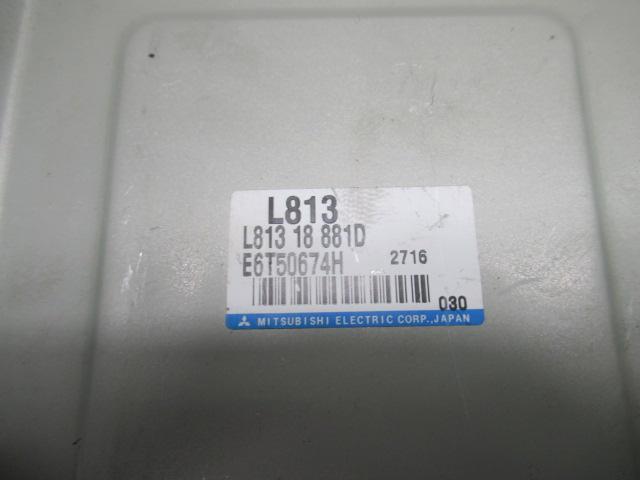 L813
L813 18 881D
E6T50674H 2716
030
MITSUBISHI ELECTRIC CORP.,JAPAN